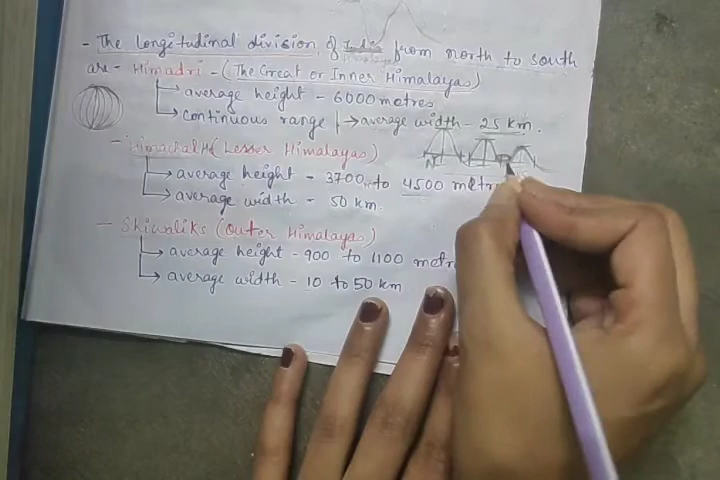 - The longitudinal division of India from north to south
are - Himadri - (The Great or Inner Himalayas)
average height - 6000 metres
continuous range | → average width - 25 km.
- Himachal (Lesser Himalayas)
→ average height - 3700 to 4500 metr
→ average width - 50 km.
- Shiwaliks (outer Himalayas)
→ average height - 900 to 1100 metr
→ average width - 10 to 50 km